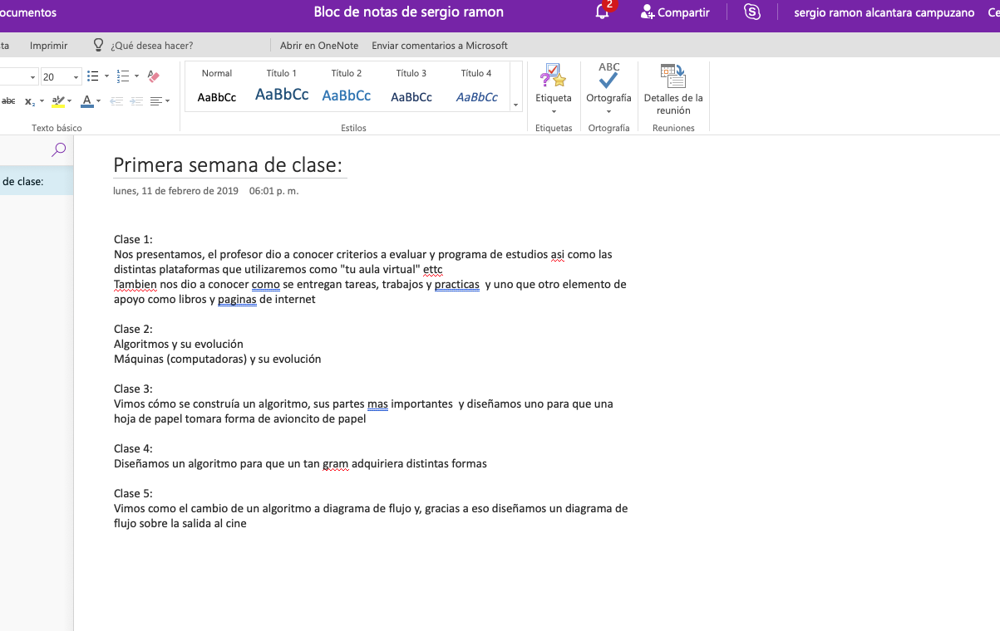 ocumentos
Bloc de notas de sergio ramon
2
Compartir
sergio ramon alcantara campuzano
Ce
ta
Imprimir
¿Qué desea hacer?
Abrir en OneNote
Enviar comentarios a Microsoft
20
Normal
Título 1
Título 2
Título 3
Título 4
AaBbCc
AaBbCc
AaBbCc
AaBbCc
AaBbCc
ABC
Etiqueta
Ortografía
Detalles de la
reunión
abc
x₂
ab
A
Texto básico
Estilos
Etiquetas
Ortografía
Reuniones
de clase:
Primera semana de clase:
lunes, 11 de febrero de 2019 06:01 p. m.
Clase 1:
Nos presentamos, el profesor dio a conocer criterios a evaluar y programa de estudios asi como las
distintas plataformas que utilizaremos como "tu aula virtual" ettc
Tambien nos dio a conocer como se entregan tareas, trabajos y practicas  y uno que otro elemento de
apoyo como libros y paginas de internet
Clase 2:
Algoritmos y su evolución
Máquinas (computadoras) y su evolución
Clase 3:
Vimos cómo se construía un algoritmo, sus partes mas importantes  y diseñamos uno para que una
hoja de papel tomara forma de avioncito de papel
Clase 4:
Diseñamos un algoritmo para que un tan gram adquiriera distintas formas
Clase 5:
Vimos como el cambio de un algoritmo a diagrama de flujo y, gracias a eso diseñamos un diagrama de
flujo sobre la salida al cine